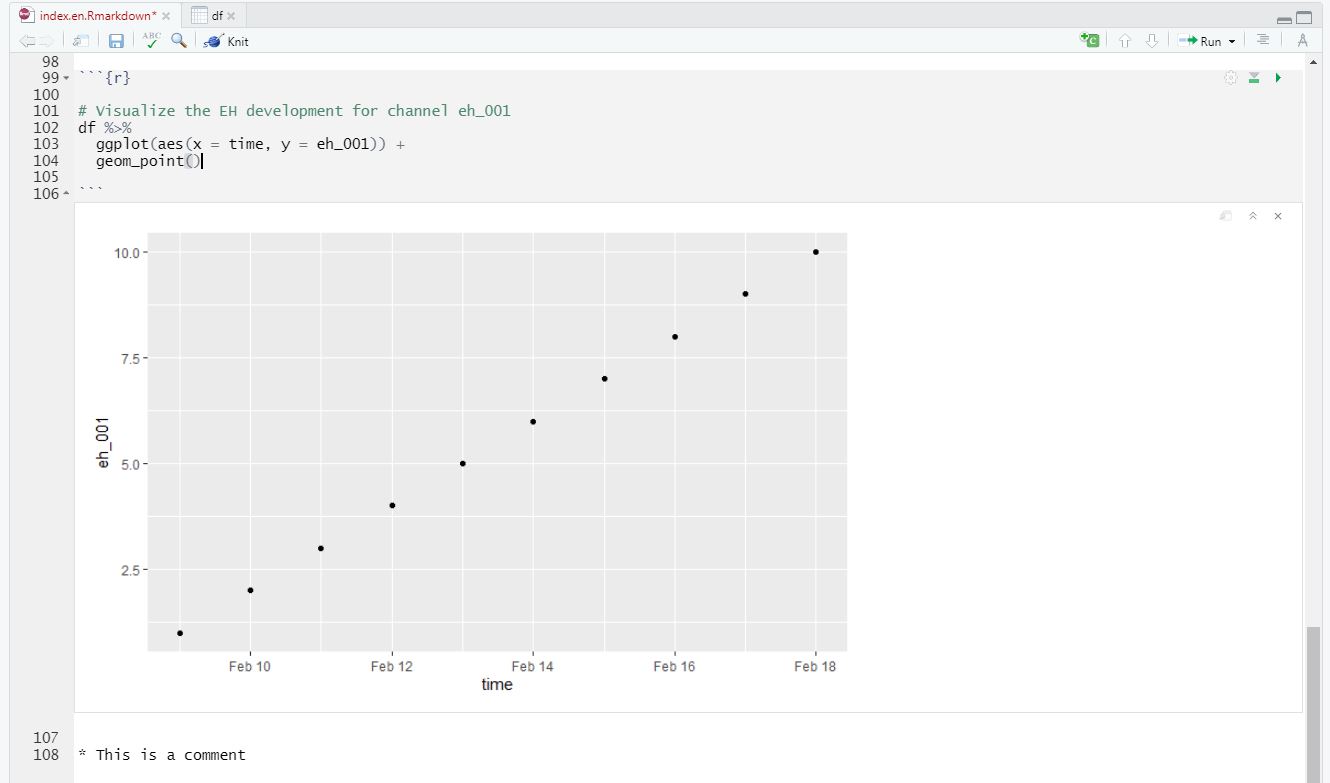 index.en.Rmarkdown* df
ABC Knit Run
98
99 ```{r}
100
101 # Visualize the EH development for channel eh_001
102 df %>%
103 ggplot(aes(x = time, y = eh_001)) +
104 geom_point()
105
106 ```
10.0
7.5
5.0
2.5
eh_001
Feb 10 Feb 12 Feb 14 Feb 16 Feb 18
time
107
108 * This is a comment